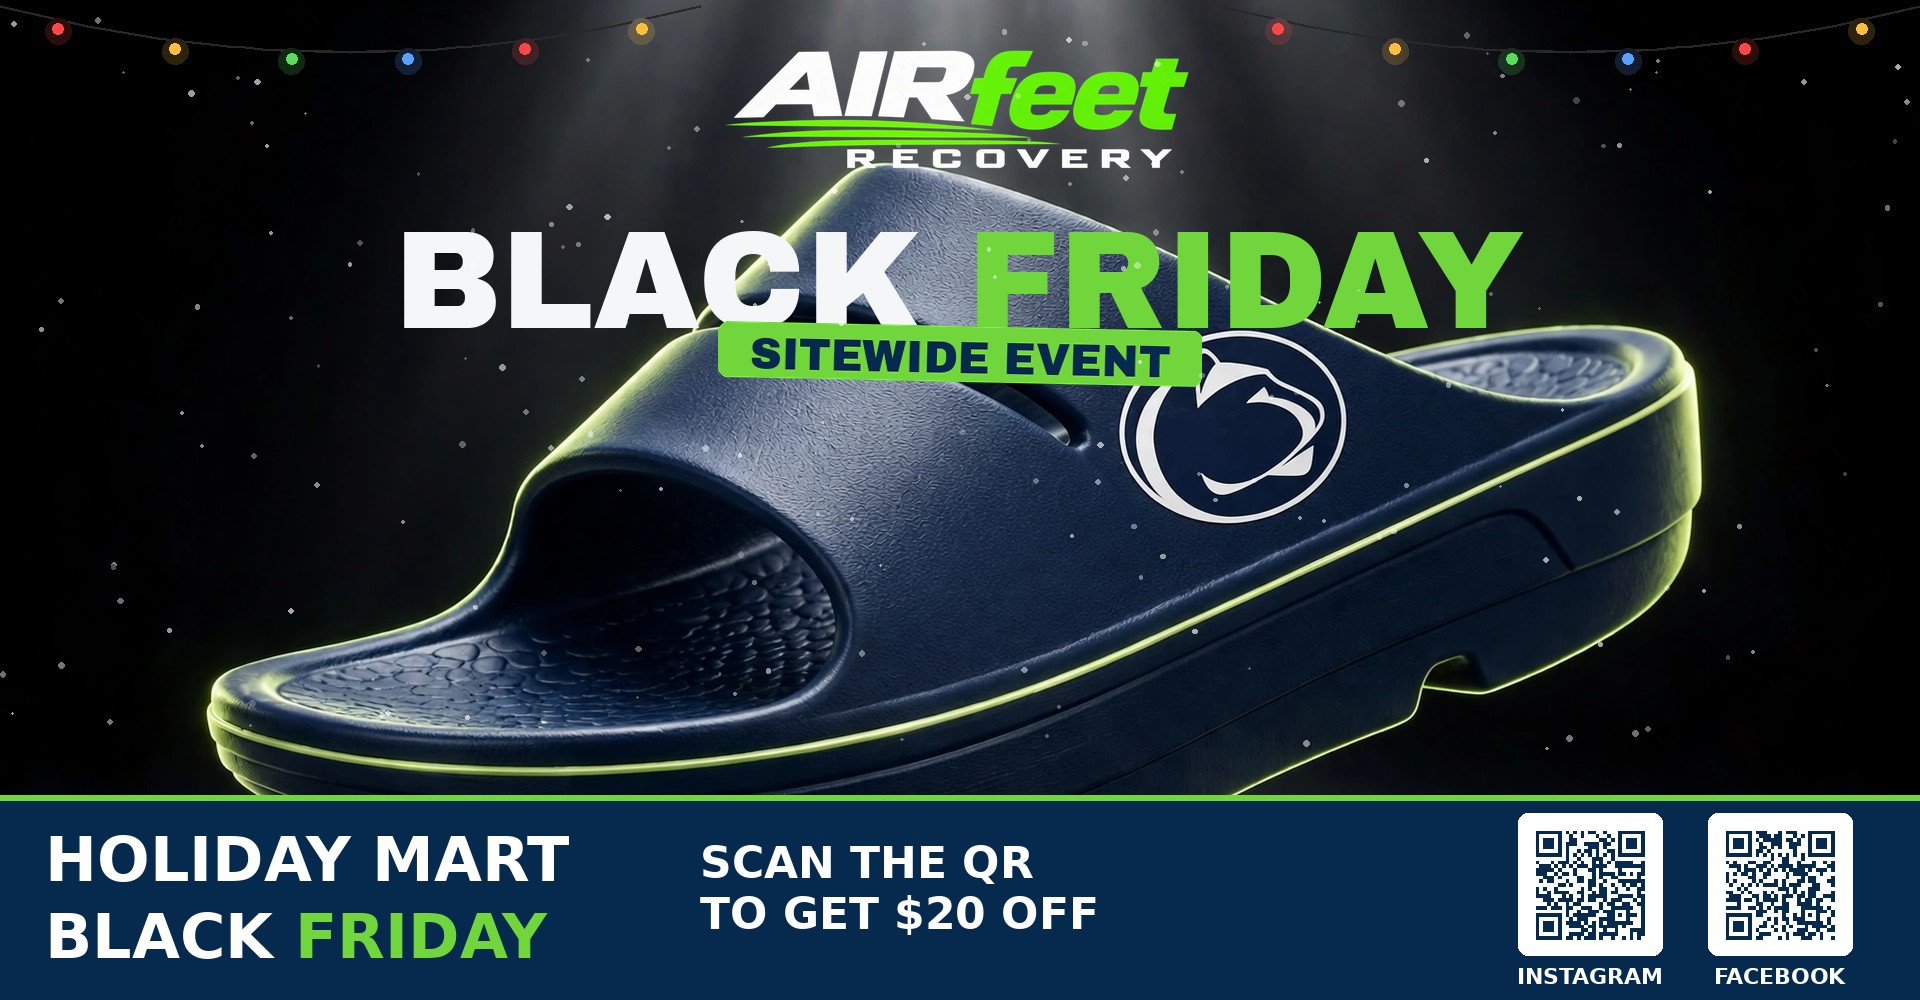 AIRfeet
RECOVERY
BLACK FRIDAY
SITEWIDE EVENT
HOLIDAY MART
BLACK FRIDAY
SCAN THE QR
TO GET $20 OFF
INSTAGRAM
FACEBOOK